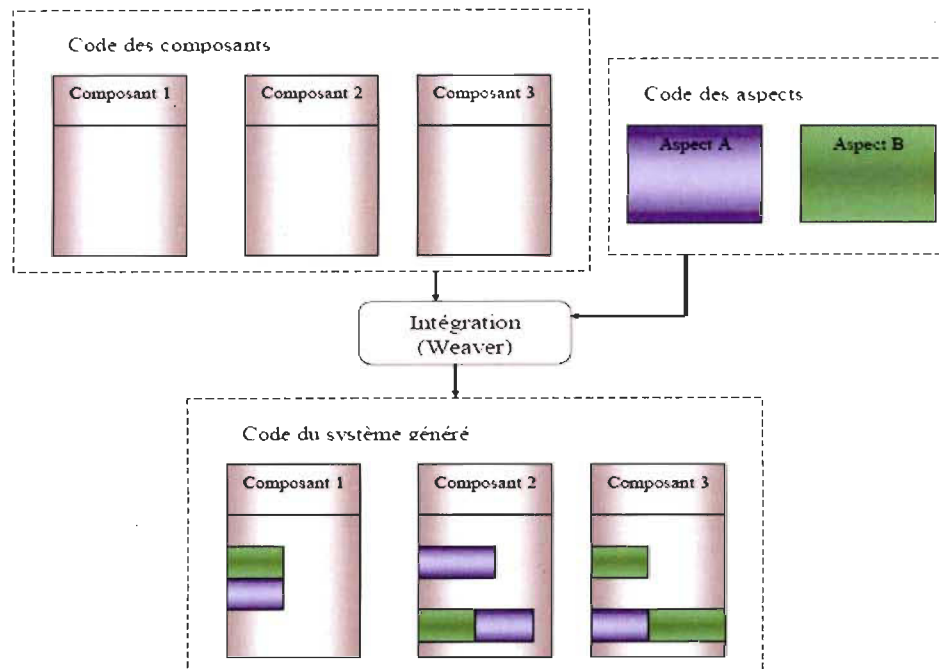 Code des composants
Composant 1
Composant 2
Composant 3
Code des aspects
Aspect A
Aspect B
Intégration
(Weaver)
Code du système généré
Composant 1
Composant 2
Composant 3